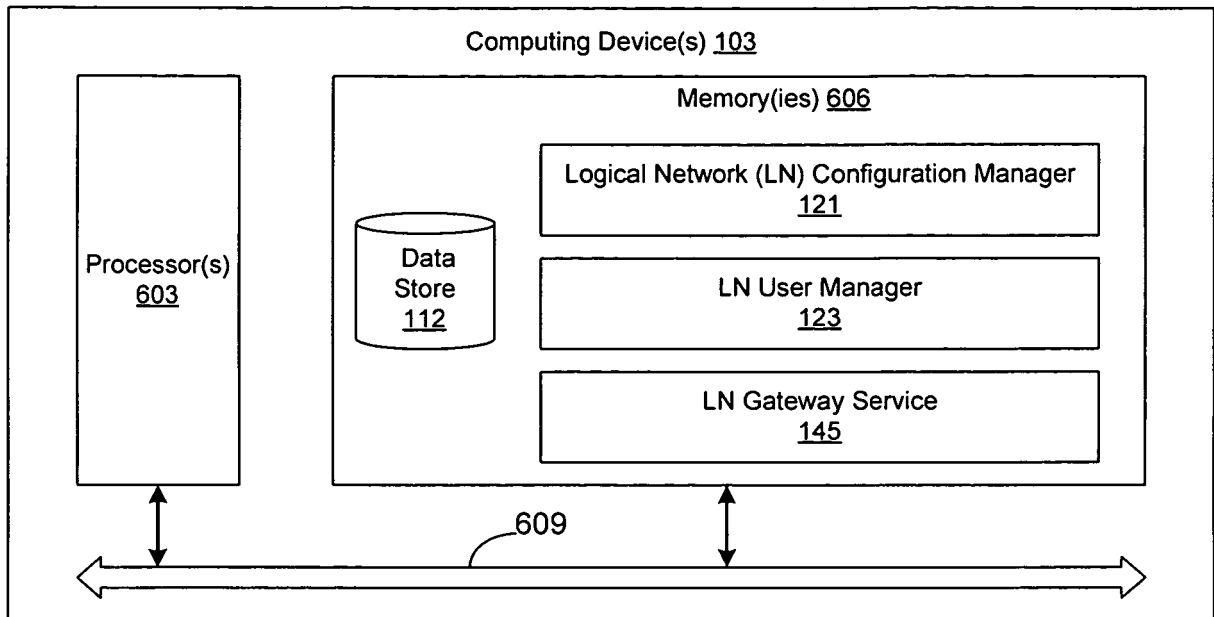 Computing Device(s) 103
Processor(s)
603
Memory(ies) 606
Data
Store
112
Logical Network (LN) Configuration Manager
121
LN User Manager
123
LN Gateway Service
145
609